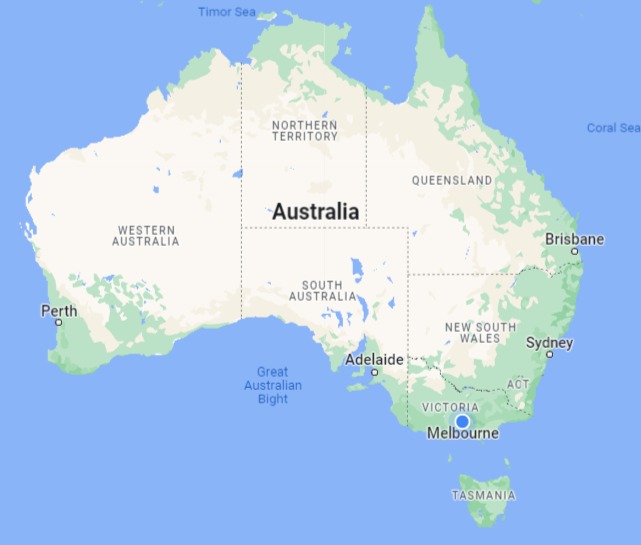 Timor Sea
Coral Sea
NORTHERN
TERRITORY
QUEENSLAND
Australia
WESTERN
AUSTRALIA
Brisbane
SOUTH
AUSTRALIA
Perth
NEW SOUTH
WALES
Sydney
Adelaide
Great
Australian
Bight
ACT
VICTORIA
Melbourne
TASMANIA